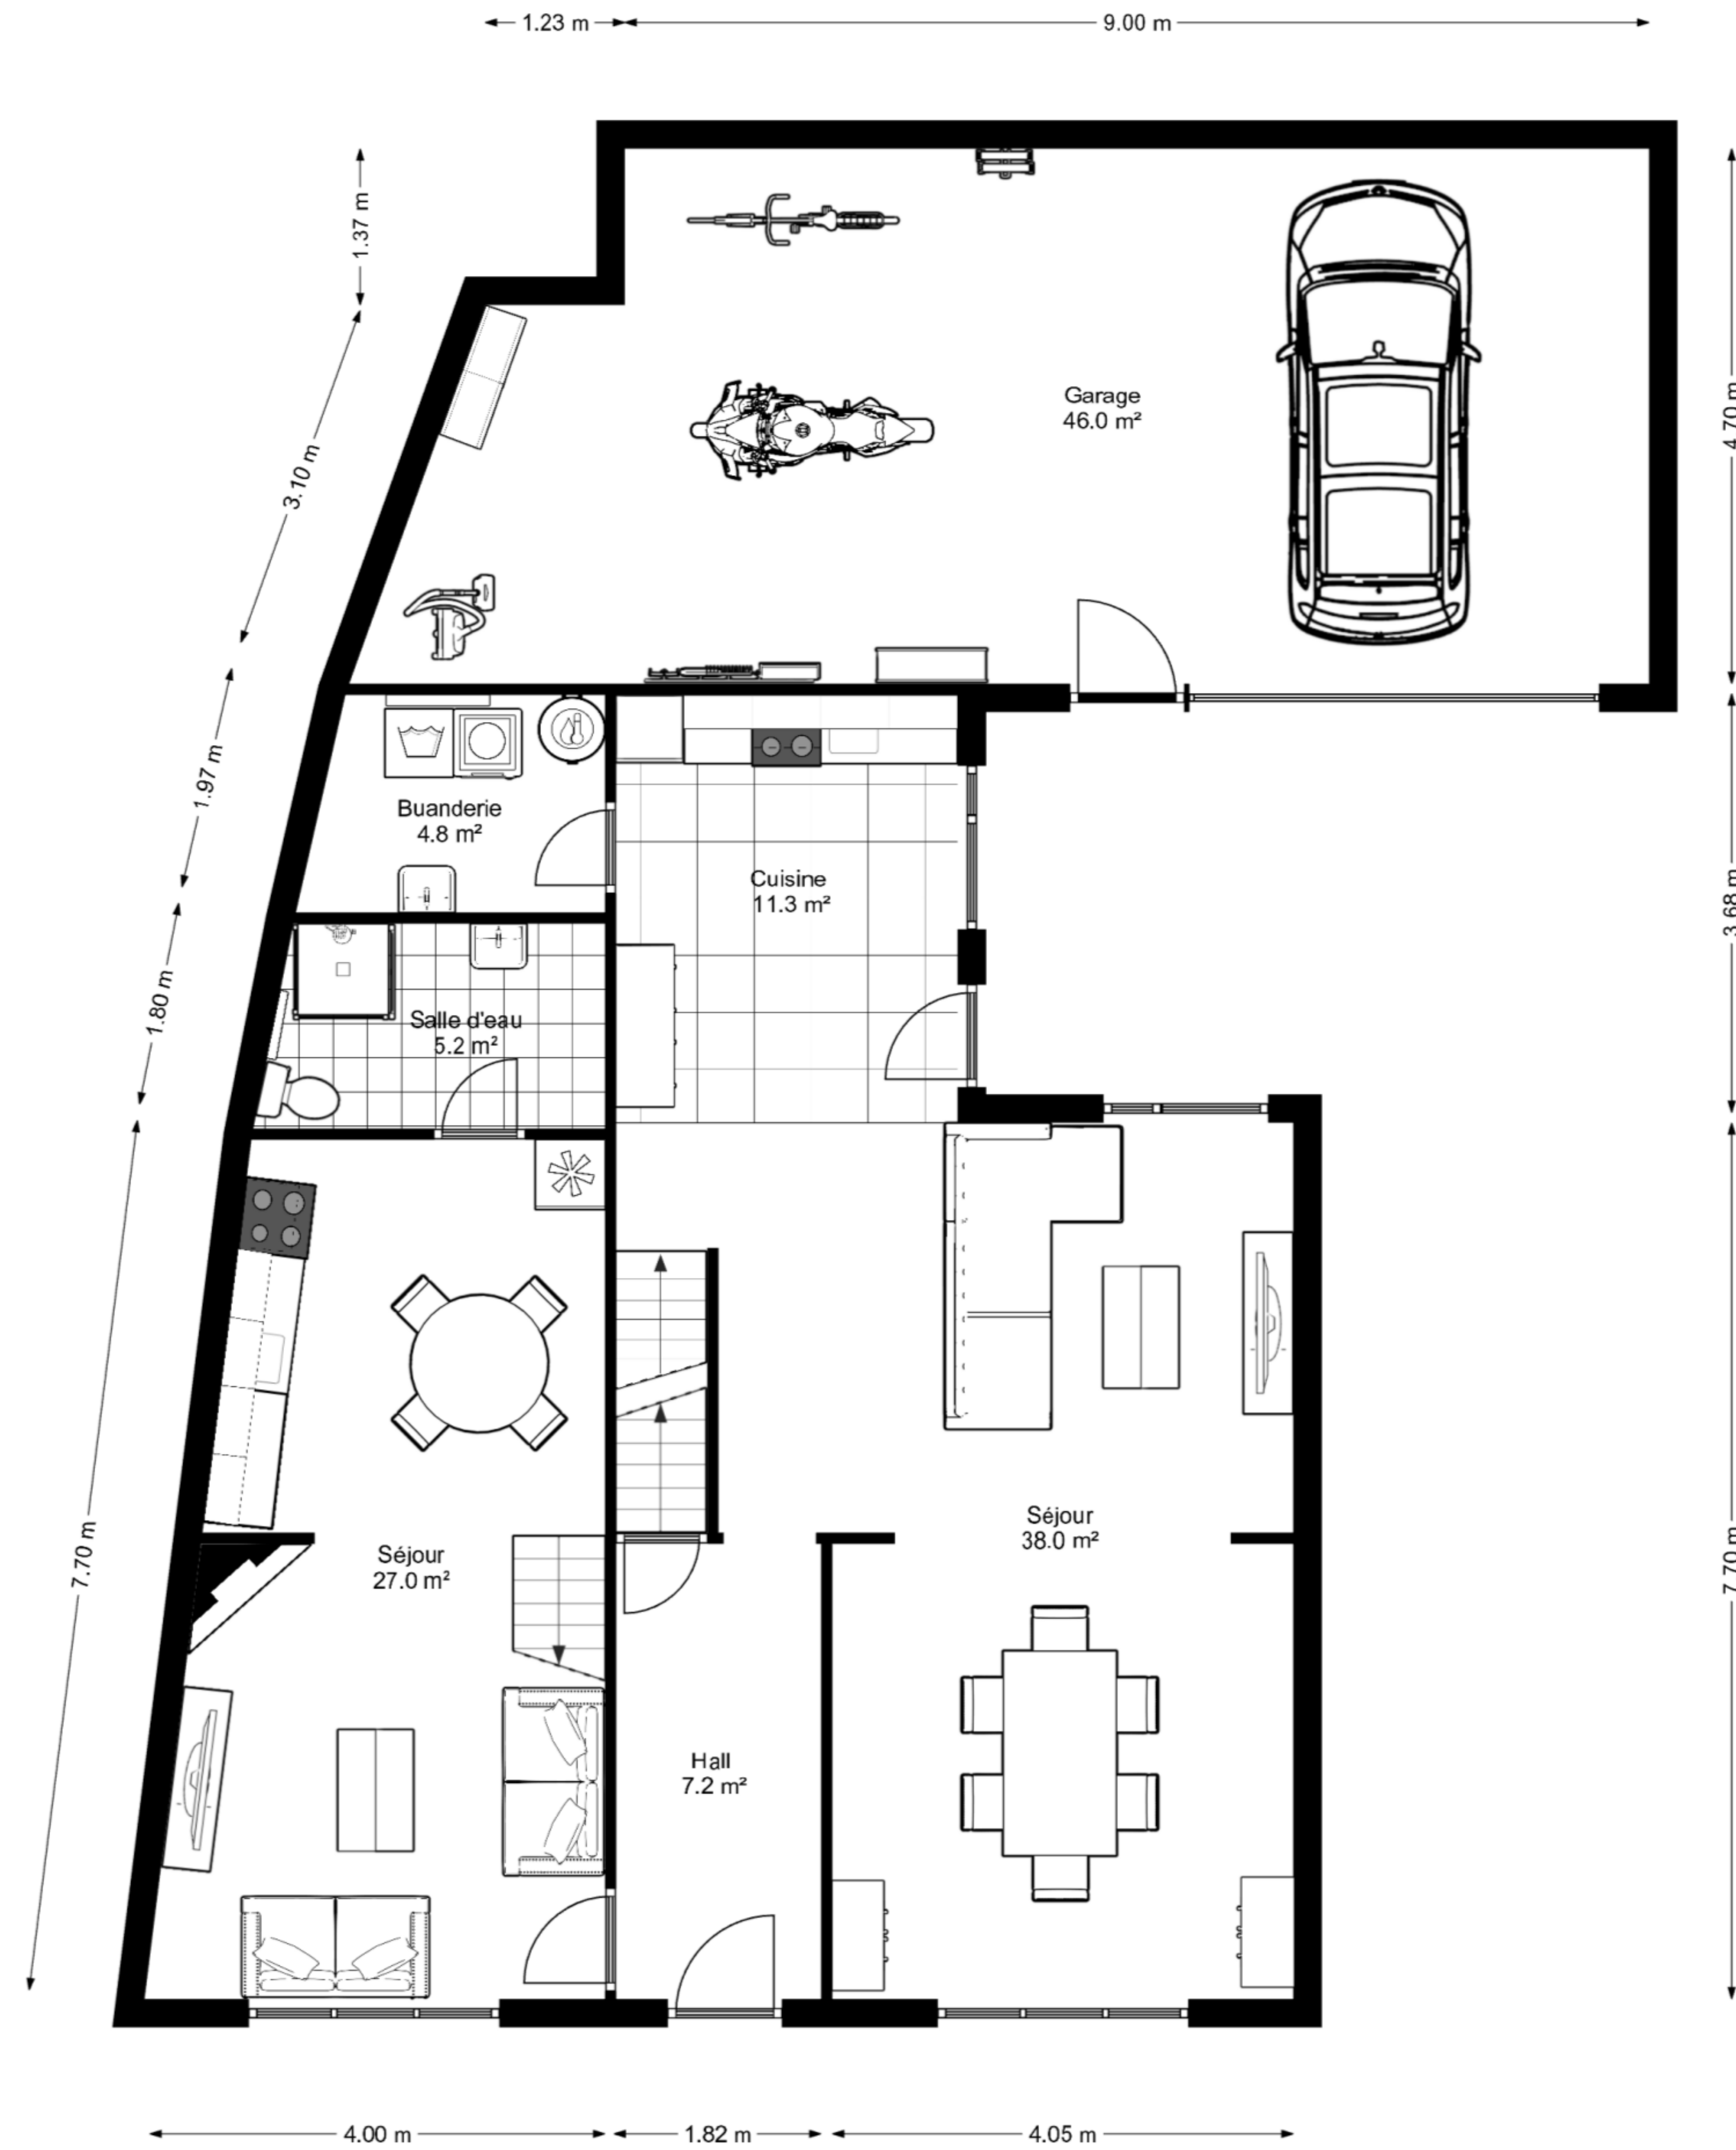 1.23 m
9.00 m
1.37 m
4.70 m
Garage
46.0 m²
3.10 m
1.97 m
Buanderie
4.8 m²
Cuisine
11.3 m²
3.68 m
1.80 m
Salle d'eau
5.2 m²
7.70 m
Séjour
27.0 m²
Séjour
38.0 m²
7.70 m
Hall
7.2 m²
4.00 m
1.82 m
4.05 m